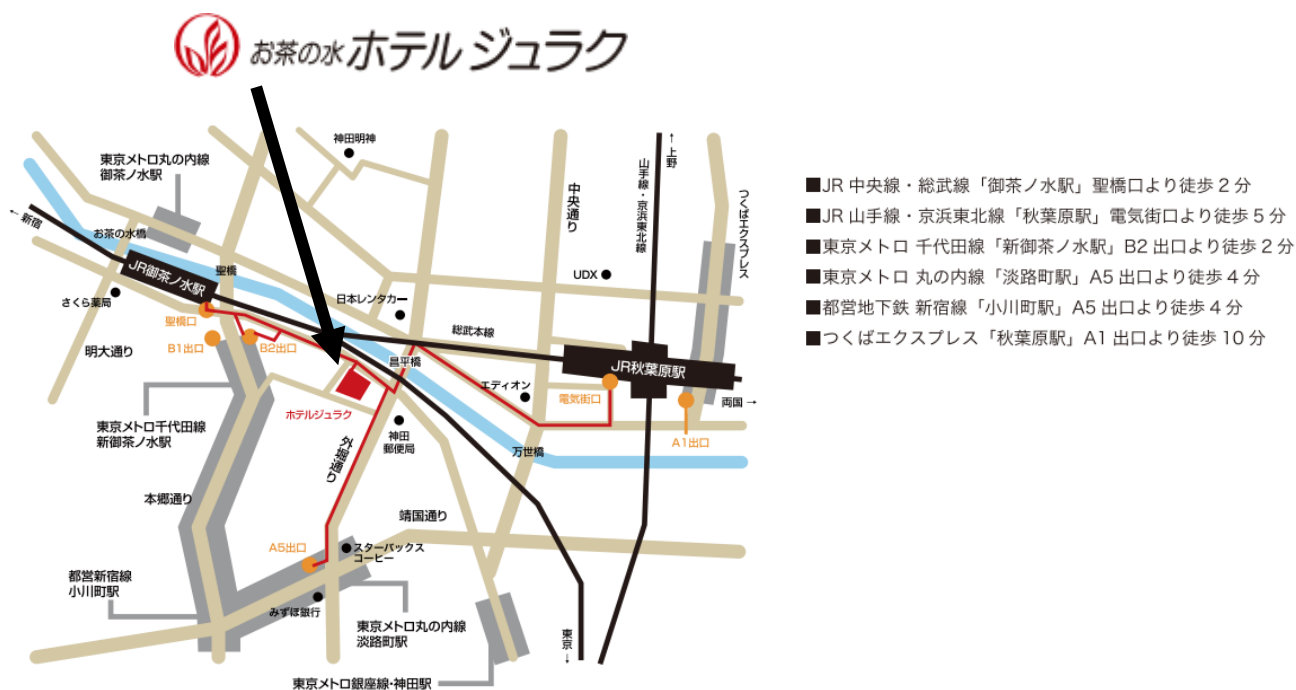 お茶の水 ホテル ジュラク
神田明神
東京メトロ丸の内線
御茶ノ水駅
← 新宿
お茶の水橋
JR御茶ノ水駅
聖橋
さくら薬局
聖橋口
明大通り
B1出口
B2出口
日本レンタカー
総武本線
昌平橋
中央通り
UDX
山手線・京浜東北線
← 上野
つくばエクスプレス
JR秋葉原駅
電気街口
エディオン
両国 →
A1出口
万世橋
ホテルジュラク
神田
郵便局
外堀通り
東京メトロ千代田線
新御茶ノ水駅
本郷通り
靖国通り
A5出口
スターバックス
コーヒー
都営新宿線
小川町駅
みずほ銀行
東京メトロ丸の内線
淡路町駅
東京メトロ銀座線・神田駅
東京→
■JR 中央線・総武線「御茶ノ水駅」聖橋口より徒歩 2 分
■JR 山手線・京浜東北線「秋葉原駅」電気街口より徒歩 5 分
■東京メトロ 千代田線「新御茶ノ水駅」B2 出口より徒歩 2 分
■東京メトロ 丸の内線「淡路町駅」A5 出口より徒歩 4 分
■都営地下鉄 新宿線「小川町駅」A5 出口より徒歩 4 分
■つくばエクスプレス「秋葉原駅」A1 出口より徒歩 10 分